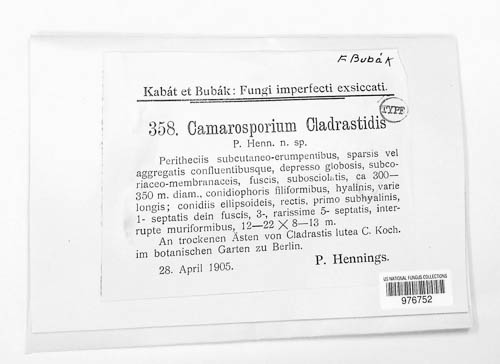 F. Bubák
Kabát et Bubák: Fungi imperfecti exsiccati.
TYPE
358. Camarosporium Cladrastidis
P. Henn. n. sp.
Peritheciis subcutaneo-erumpentibus, sparsis vel
aggregatis confluentibusque, depresso globosis, subco-
riaceo-membranaceis, fuscis, subosciolatis, ca 300—
350 m. diam., conidiophoris filiformibus, hyalinis, varie
longis; conidiis ellipsoideis, rectis, primo subhyalinis,
1- septatis dein fuscis, 3-, rarissime 5- septatis, inter-
rupte muriformibus, 12—22 × 8—13 m.
An trockenen Ästen von Cladrastis lutea C. Koch.
im botanischen Garten zu Berlin.
28. April 1905.
P. Hennings.
US NATIONAL FUNGUS COLLECTIONS
976752